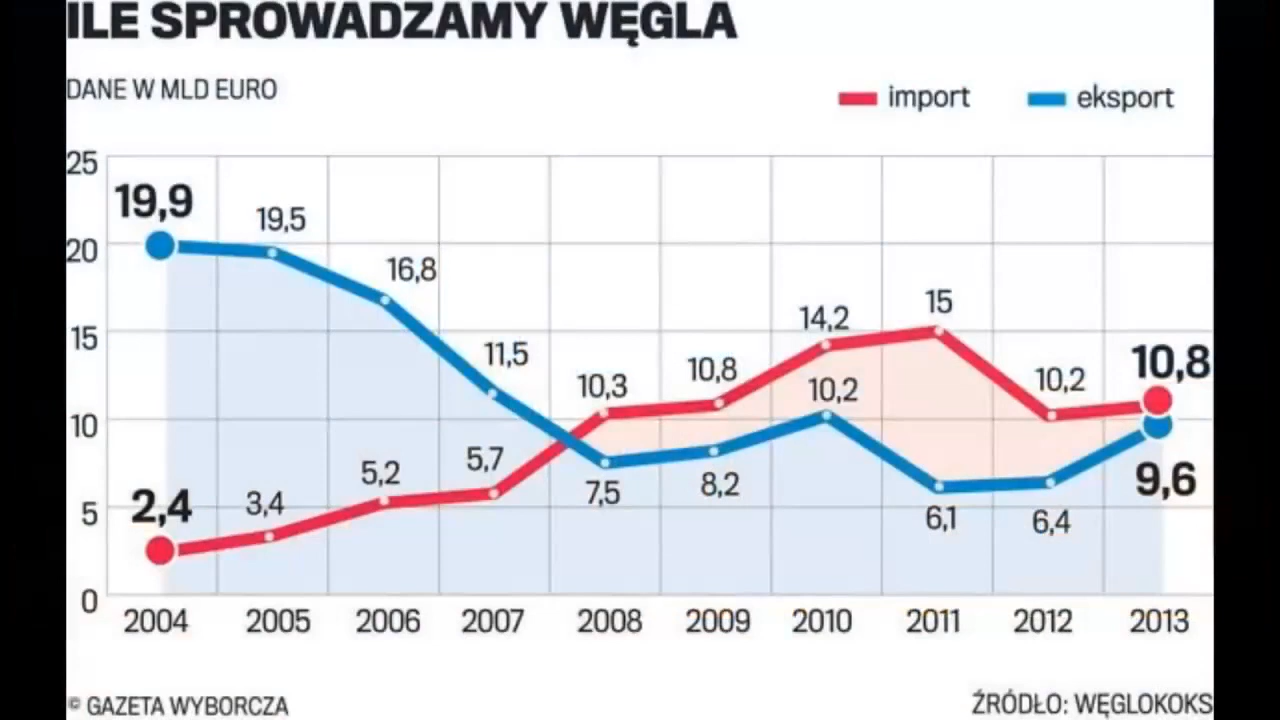 ILE SPROWADZAMY WĘGLA
DANE W MLD EURO
import eksport
25
20
15
10
5
0
19,9 19,5 16,8 11,5 7,5 8,2 10,2 6,1 6,4 9,6
2,4 3,4 5,2 5,7 10,3 10,8 14,2 15 10,2 10,8
2004 2005 2006 2007 2008 2009 2010 2011 2012 2013
© GAZETA WYBORCZA
ŹRÓDŁO: WĘGLOKOKS